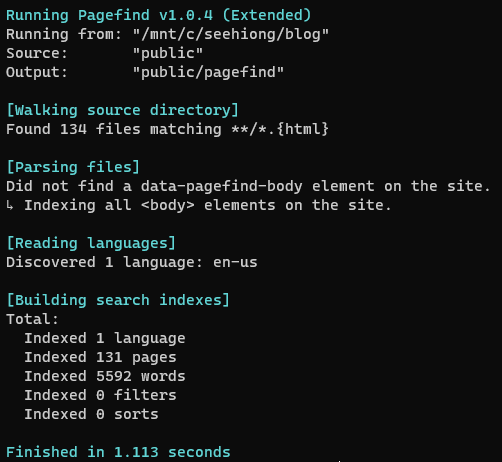 Running Pagefind v1.0.4 (Extended)
Running from: "/mnt/c/seehiong/blog"
Source:       "public"
Output:       "public/pagefind"

[Walking source directory]
Found 134 files matching **/*.{html}

[Parsing files]
Did not find a data-pagefind-body element on the site.
↳ Indexing all <body> elements on the site.

[Reading languages]
Discovered 1 language: en-us

[Building search indexes]
Total:
  Indexed 1 language
  Indexed 131 pages
  Indexed 5592 words
  Indexed 0 filters
  Indexed 0 sorts

Finished in 1.113 seconds